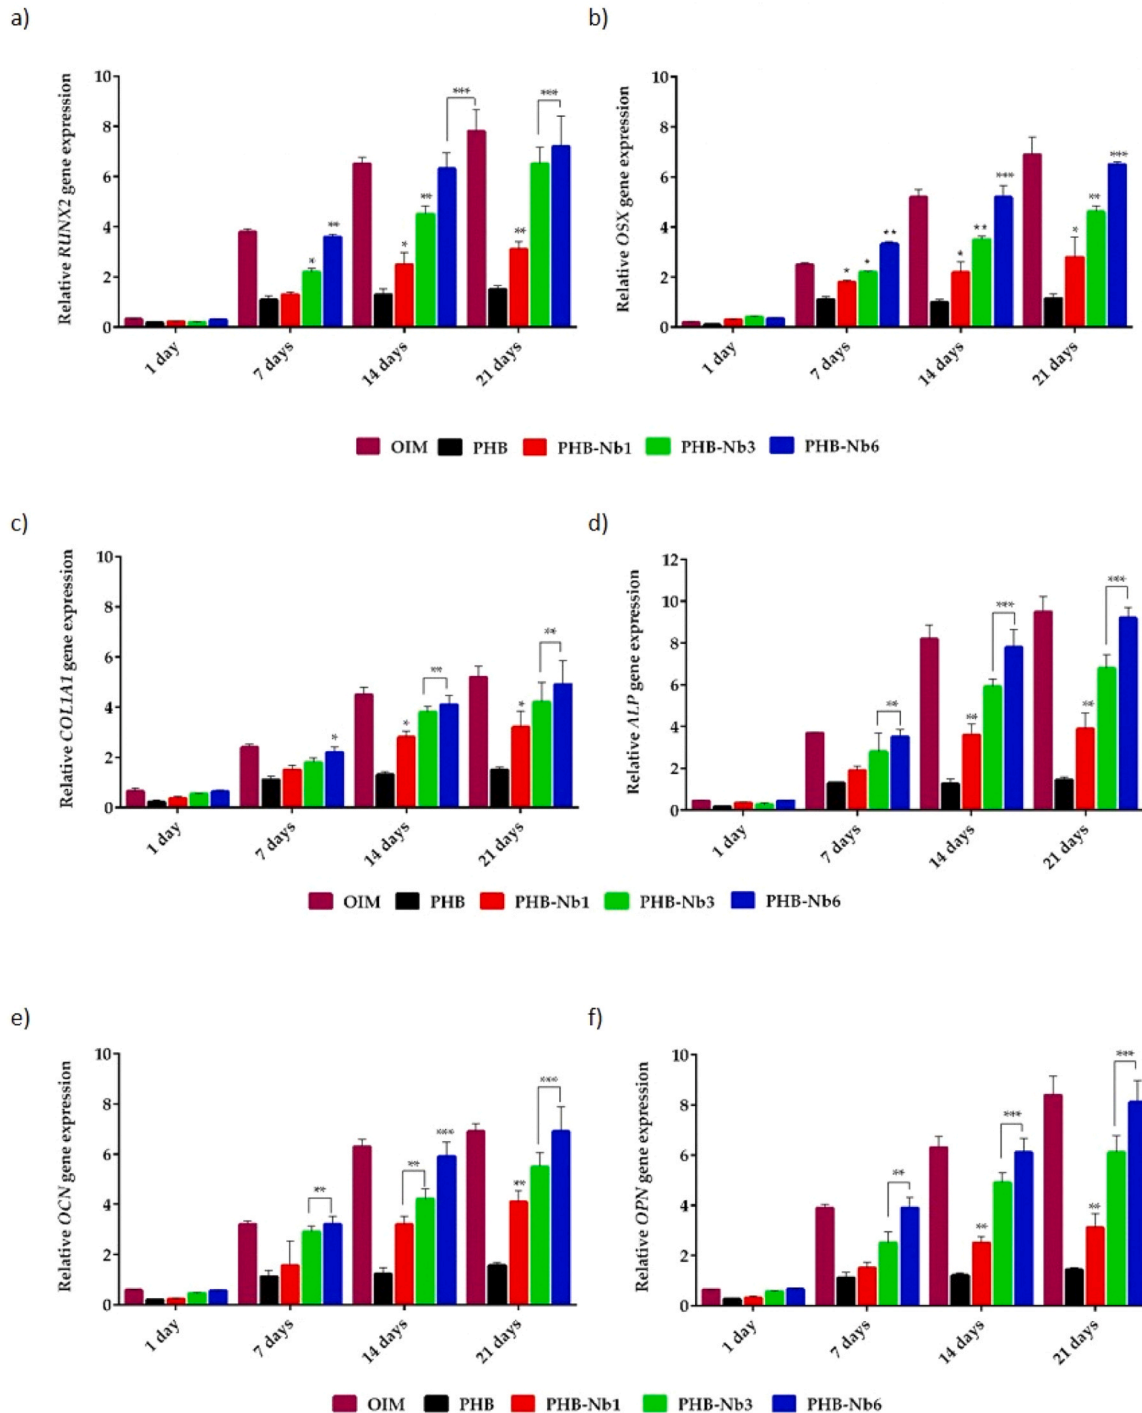 a)
b)
Relative RUNX2 gene expression
10
8
6
4
2
0
*
**
*
**
***
**
***
1 day
7 days
14 days
21 days
Relative OSX gene expression
10
8
6
4
2
0
*
*
**
*
**
***
*
**
***
1 day
7 days
14 days
21 days
OIM PHB PHB-Nb1 PHB-Nb3 PHB-Nb6
c)
d)
Relative COL1A1 gene expression
10
8
6
4
2
0
*
*
**
*
**
1 day
7 days
14 days
21 days
Relative ALP gene expression
12
10
8
6
4
2
0
**
**
***
**
***
1 day
7 days
14 days
21 days
OIM PHB PHB-Nb1 PHB-Nb3 PHB-Nb6
e)
f)
Relative OCN gene expression
10
8
6
4
2
0
**
**
***
**
***
1 day
7 days
14 days
21 days
Relative OPN gene expression
10
8
6
4
2
0
**
**
***
**
***
1 day
7 days
14 days
21 days
OIM PHB PHB-Nb1 PHB-Nb3 PHB-Nb6